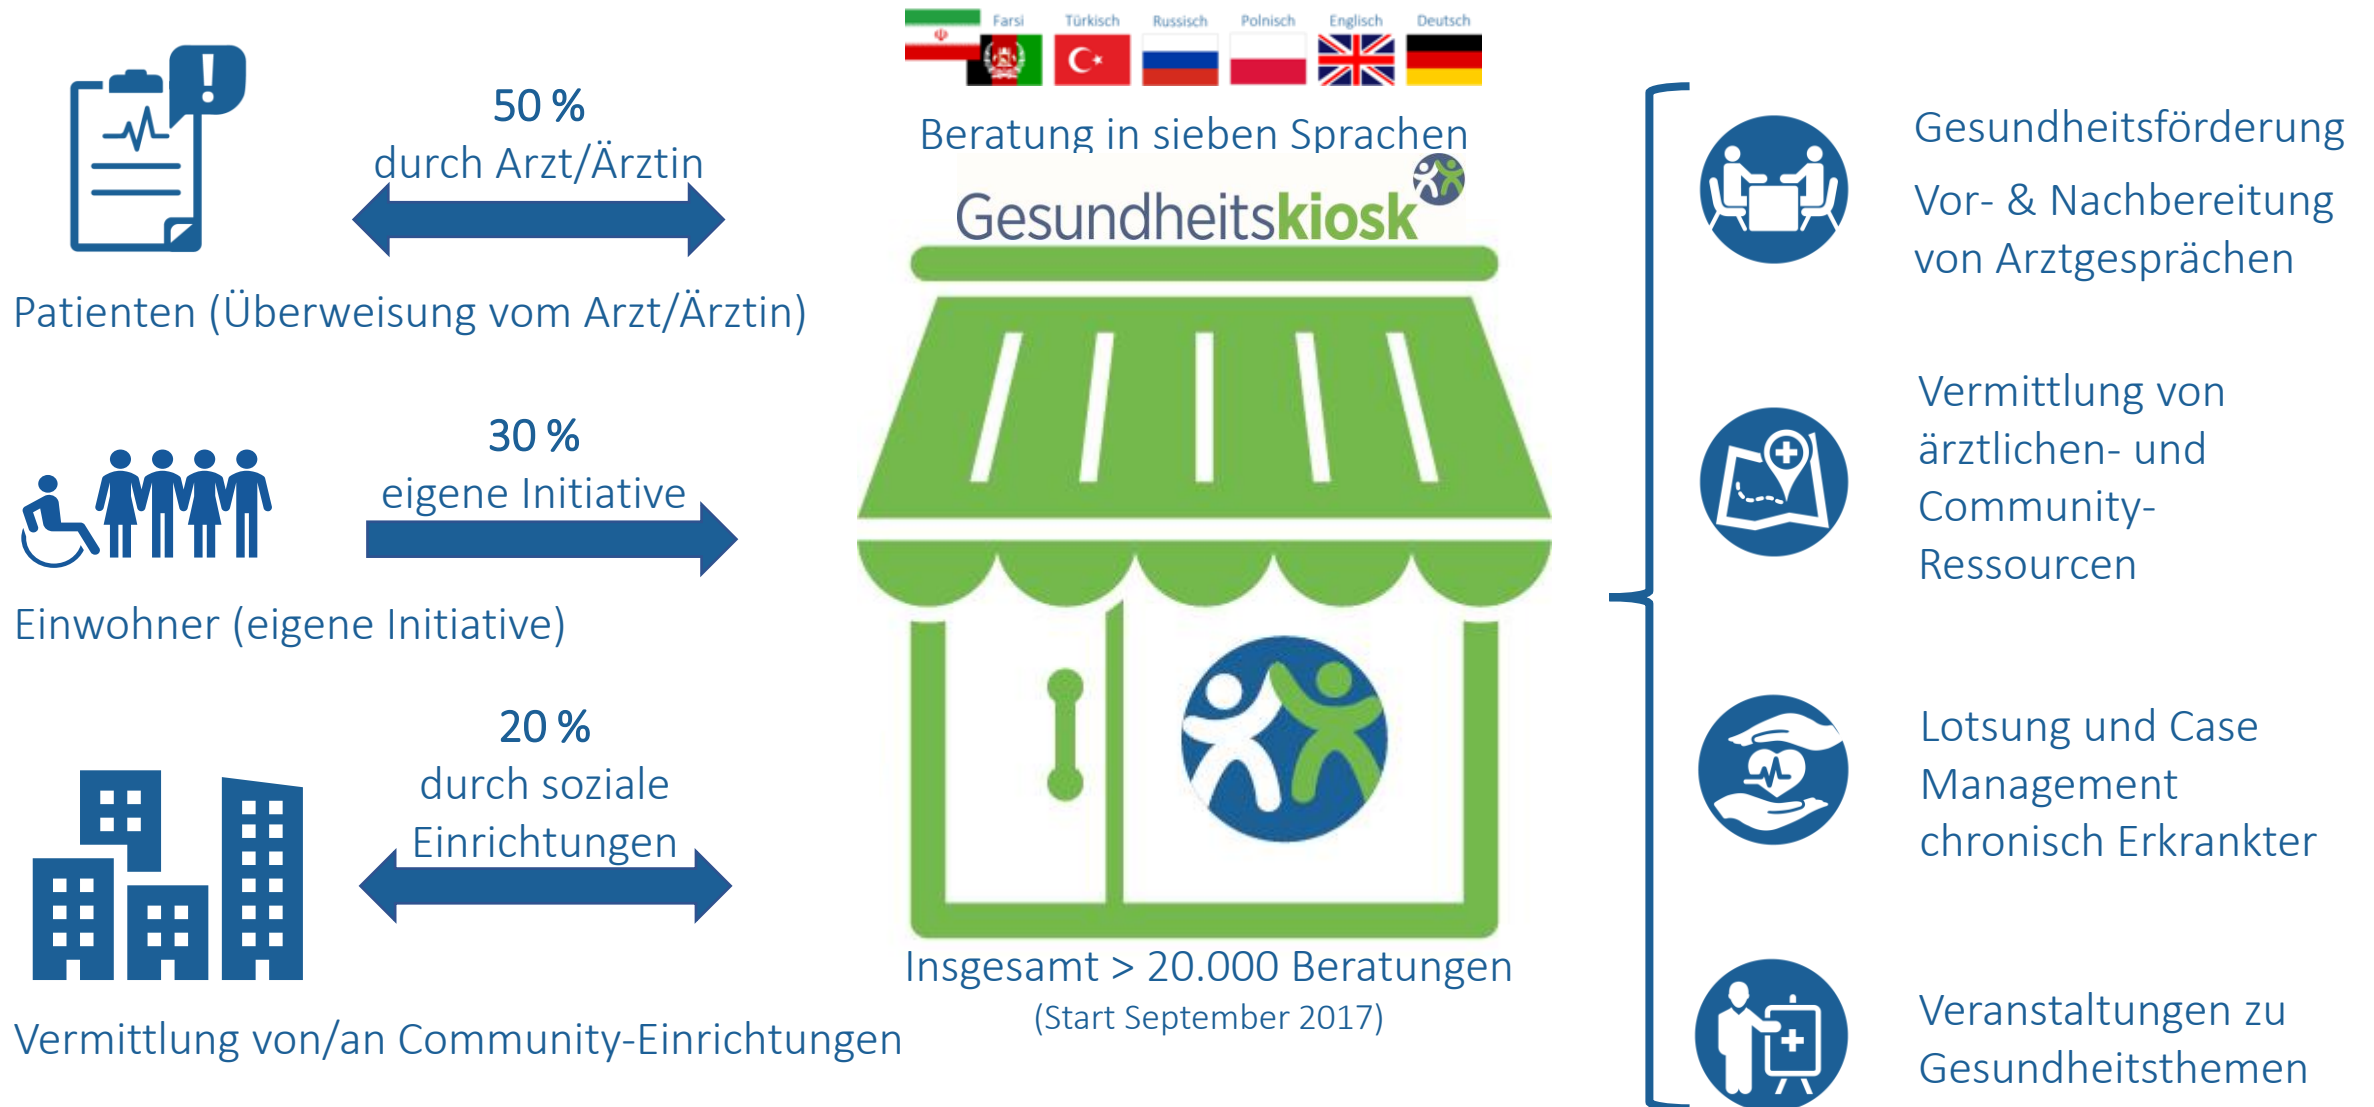 Farsi Türkisch Russisch Polnisch Englisch Deutsch
Beratung in sieben Sprachen
Gesundheitskiosk
50 %
durch Arzt/Ärztin
Patienten (Überweisung vom Arzt/Ärztin)
30 %
eigene Initiative
Einwohner (eigene Initiative)
20 %
durch soziale
Einrichtungen
Vermittlung von/an Community-Einrichtungen
Insgesamt > 20.000 Beratungen
(Start September 2017)
Gesundheitsförderung
Vor- & Nachbereitung
von Arztgesprächen
Vermittlung von
ärztlichen- und
Community-
Ressourcen
Lotsung und Case
Management
chronisch Erkrankter
Veranstaltungen zu
Gesundheitsthemen